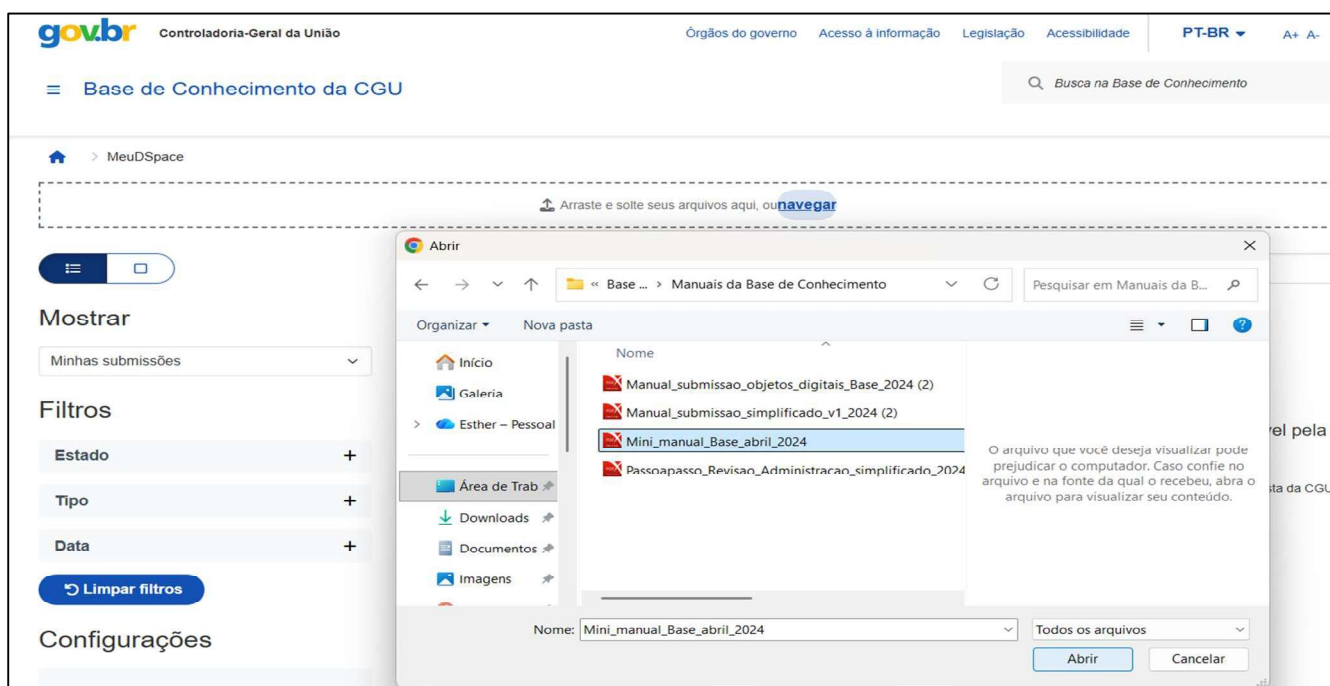 gov.br Controladoria-Geral da União Órgãos do governo Acesso à informação Legislação Acessibilidade PT-BR A+ A-
Base de Conhecimento da CGU Busca na Base de Conhecimento
> MeuDSpace
Arraste e solte seus arquivos aqui, ou navegar
Abrir
« Base ... › Manuais da Base de Conhecimento Pesquisar em Manuais da B...
Mostrar
Organizar Nova pasta
Minhas submissões
Nome
Início
Manual_submissao_objetos_digitais_Base_2024 (2)
Galeria
Filtros
Manual_submissao_simplificado_v1_2024 (2)
Esther – Pessoal
Mini_manual_Base_abril_2024
Estado +
Passoapasso_Revisao_Administracao_simplificado_2024
O arquivo que você deseja visualizar pode
prejudicar o computador. Caso confie no
arquivo e na fonte da qual o recebeu, abra o
arquivo para visualizar seu conteúdo.
vel pela
sta da CGU
Área de Trab
Tipo +
Downloads
Data +
Documentos
Imagens
Limpar filtros
Configurações
Nome: Mini_manual_Base_abril_2024 Todos os arquivos
Abrir Cancelar